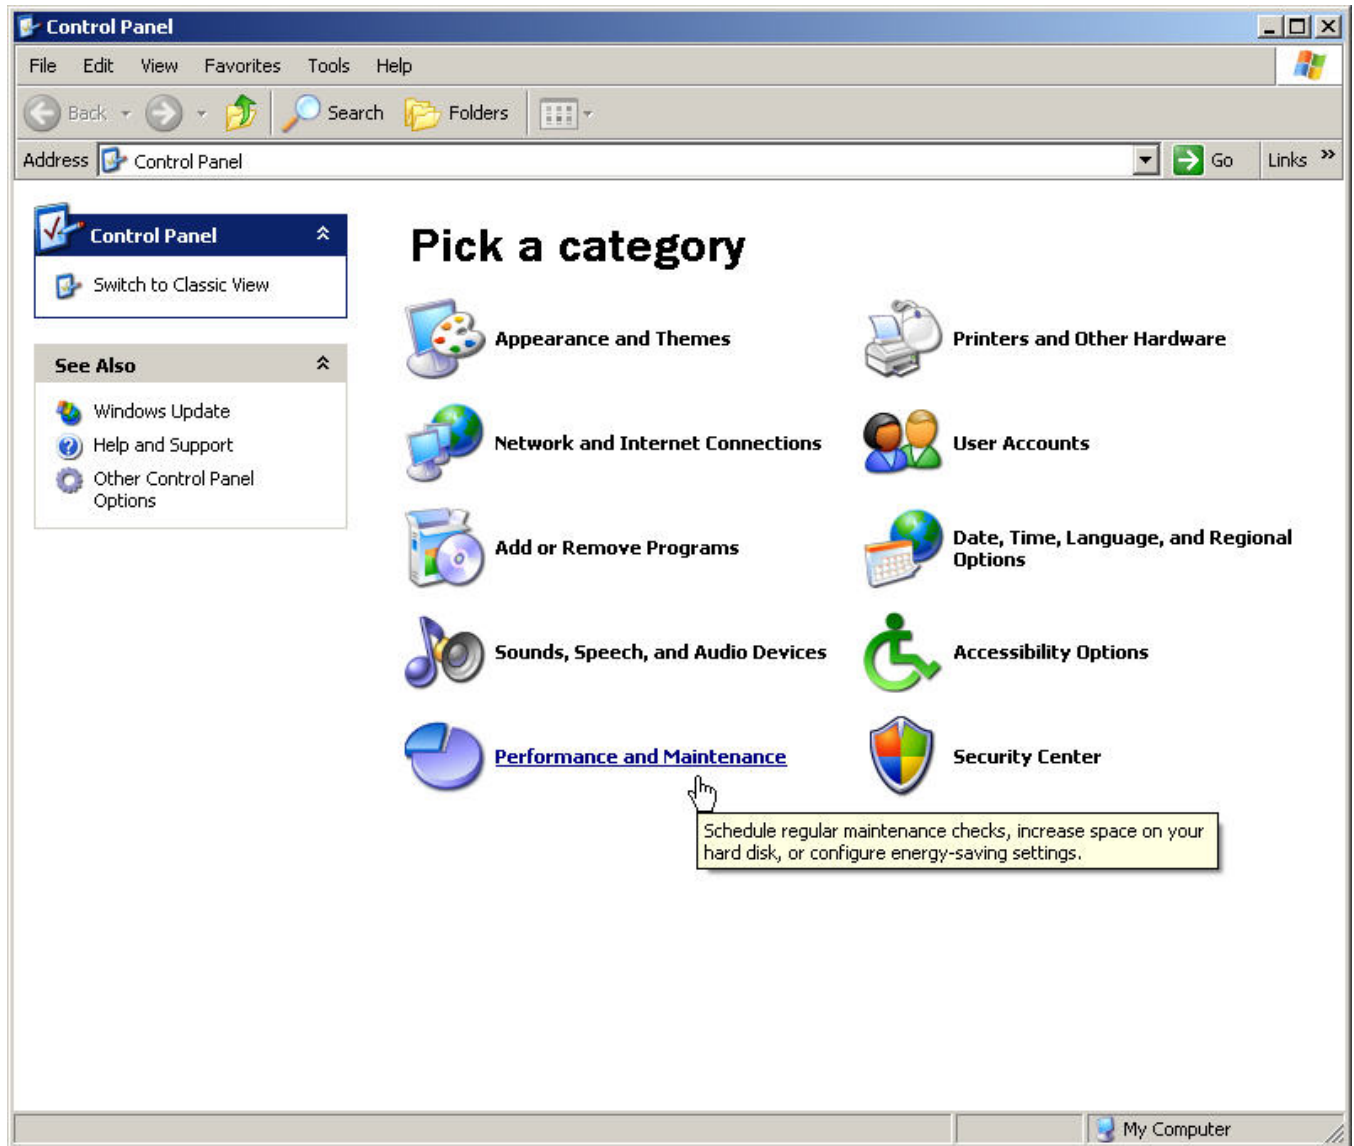 Control Panel
File Edit View Favorites Tools Help
Back Search Folders
Address Control Panel Go Links »
Control Panel
Switch to Classic View
See Also
Windows Update
Help and Support
Other Control Panel
Options
Pick a category
Appearance and Themes
Printers and Other Hardware
Network and Internet Connections
User Accounts
Add or Remove Programs
Date, Time, Language, and Regional
Options
Sounds, Speech, and Audio Devices
Accessibility Options
Performance and Maintenance
Security Center
Schedule regular maintenance checks, increase space on your
hard disk, or configure energy-saving settings.
My Computer